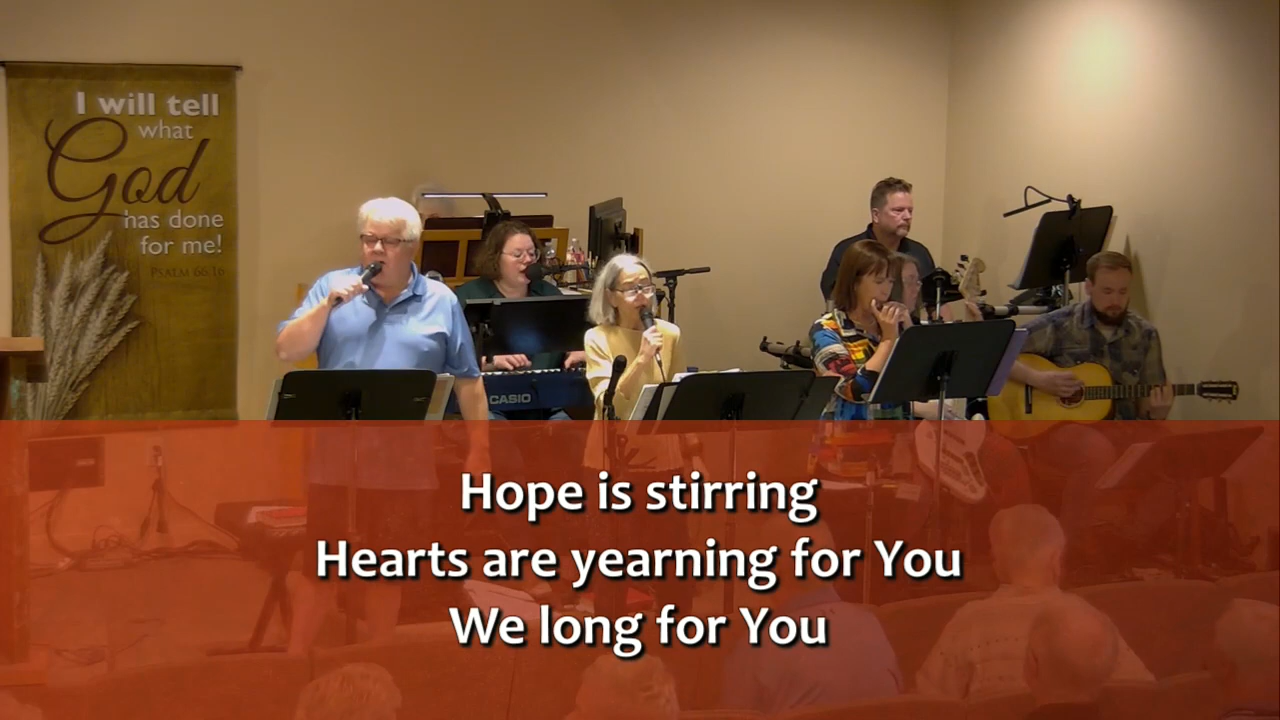 I will tell
what
God
has done
for me!
PSALM 66:16
CASIO
Hope is stirring
Hearts are yearning for You
We long for You